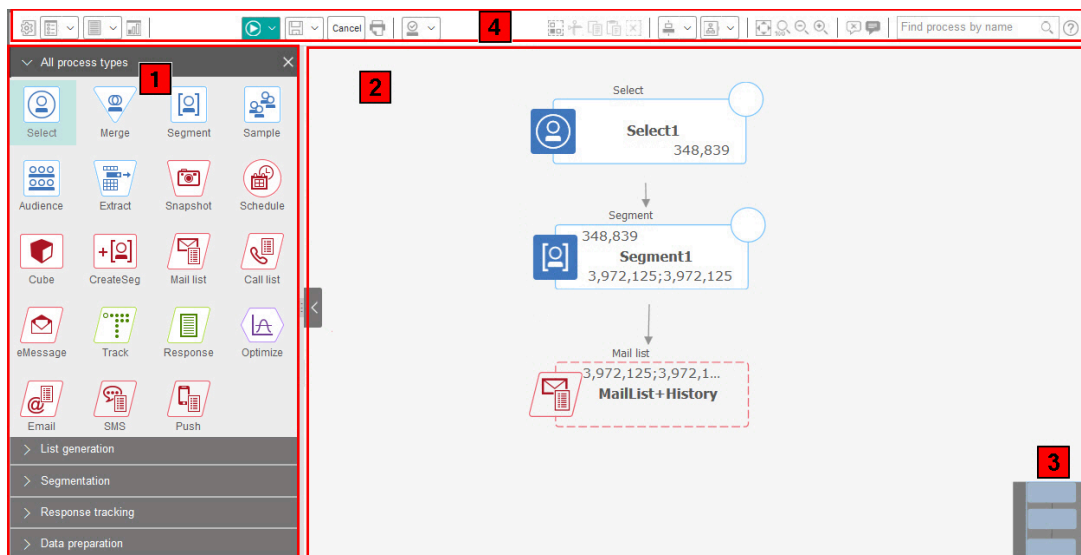 Cancel
4
100
Find process by name
?
All process types
1
Select
Merge
Segment
Sample
Audience
Extract
Snapshot
Schedule
Cube
CreateSeg
Mail list
Call list
eMessage
Track
Response
Optimize
Email
SMS
Push
List generation
Segmentation
Response tracking
Data preparation
2
Select
Select1
348,839
Segment
348,839
Segment1
3,972,125;3,972,125
Mail list
3,972,125;3,972,1...
MailList+History
3